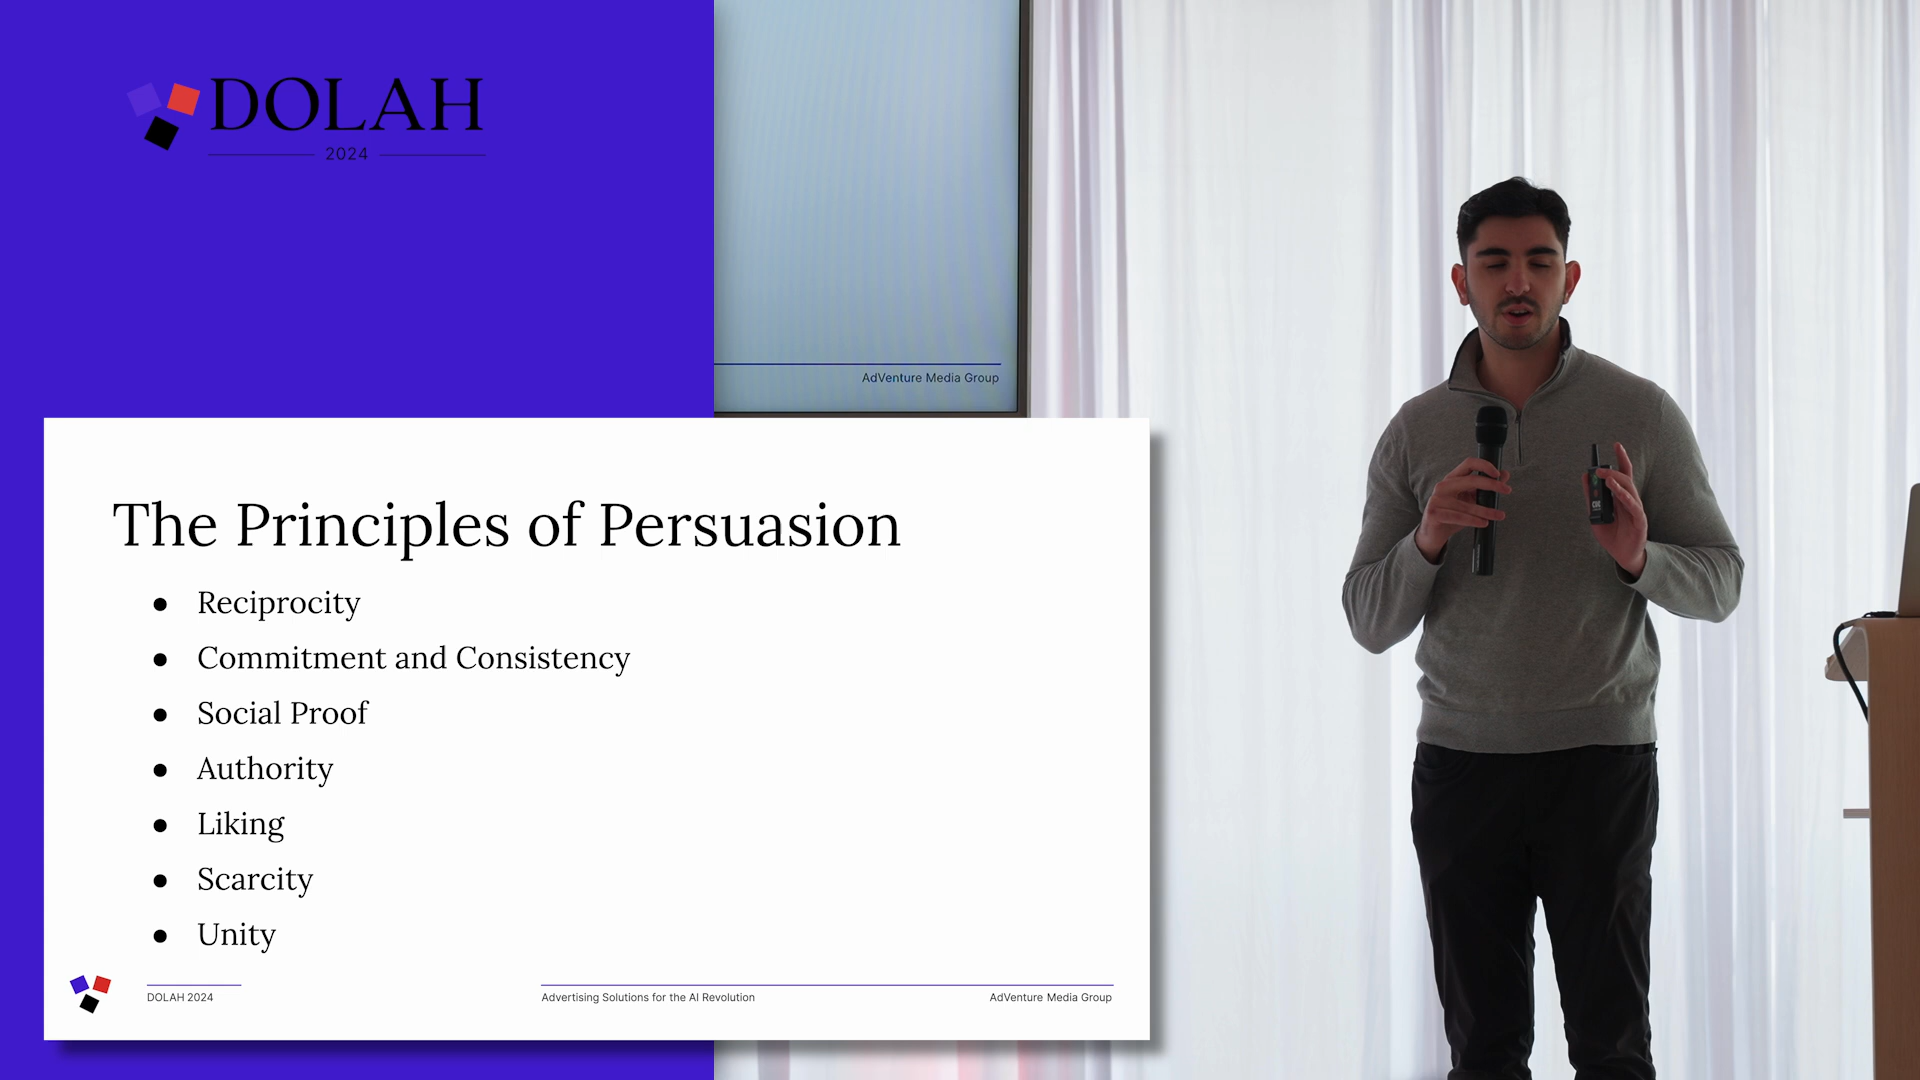 DOLAH
2024
AdVenture Media Group
The Principles of Persuasion
● Reciprocity
● Commitment and Consistency
● Social Proof
● Authority
● Liking
● Scarcity
● Unity
DOLAH 2024
Advertising Solutions for the AI Revolution
AdVenture Media Group